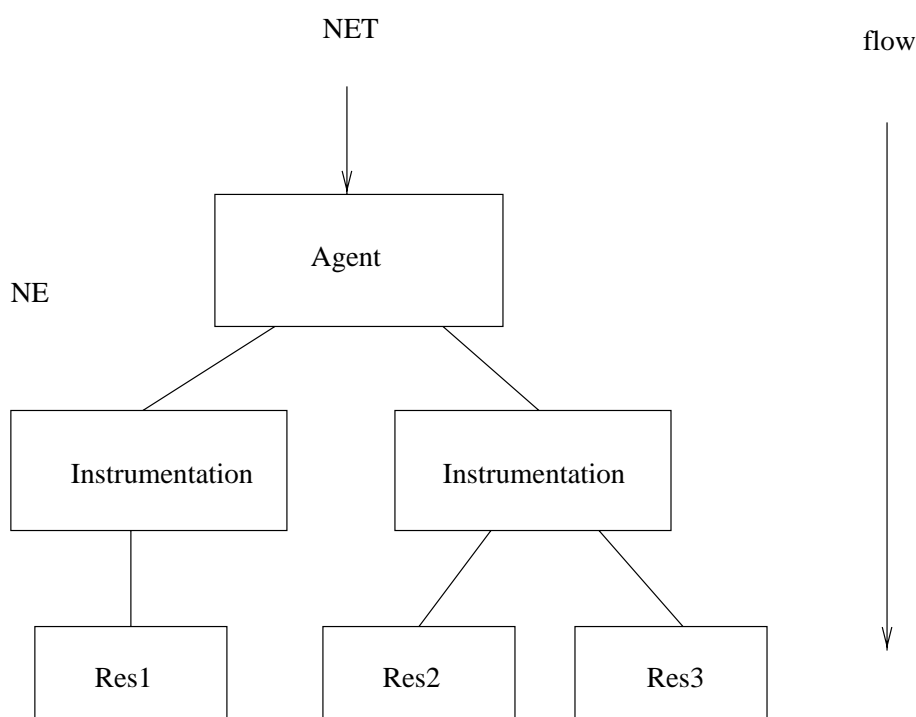 NET
flow
Agent
NE
Instrumentation
Instrumentation
Res1
Res2
Res3